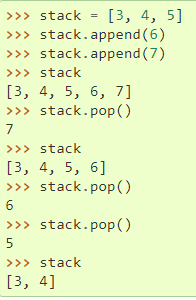 >>> stack = [3, 4, 5]
>>> stack.append(6)
>>> stack.append(7)
>>> stack
[3, 4, 5, 6, 7]
>>> stack.pop()
7
>>> stack
[3, 4, 5, 6]
>>> stack.pop()
6
>>> stack.pop()
5
>>> stack
[3, 4]